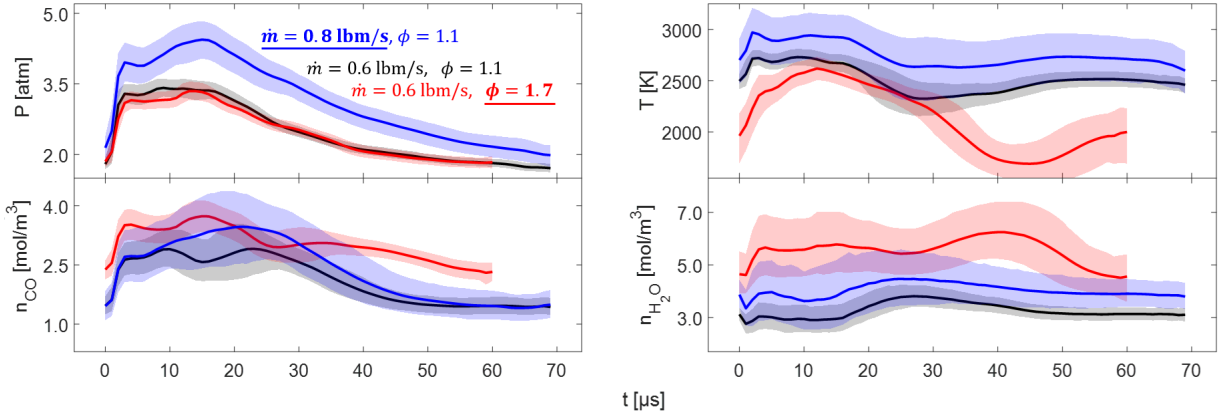 5.0
3.5
2.0
P [atm]
ṁ = 0.8 lbm/s, ϕ = 1.1
ṁ = 0.6 lbm/s, ϕ = 1.1
ṁ = 0.6 lbm/s, ϕ = 1.7
3000
2500
2000
T [K]
4.0
2.5
1.0
n_CO [mol/m³]
0 10 20 30 40 50 60 70
7.0
5.0
3.0
n_H₂O [mol/m³]
0 10 20 30 40 50 60 70
t [µs]